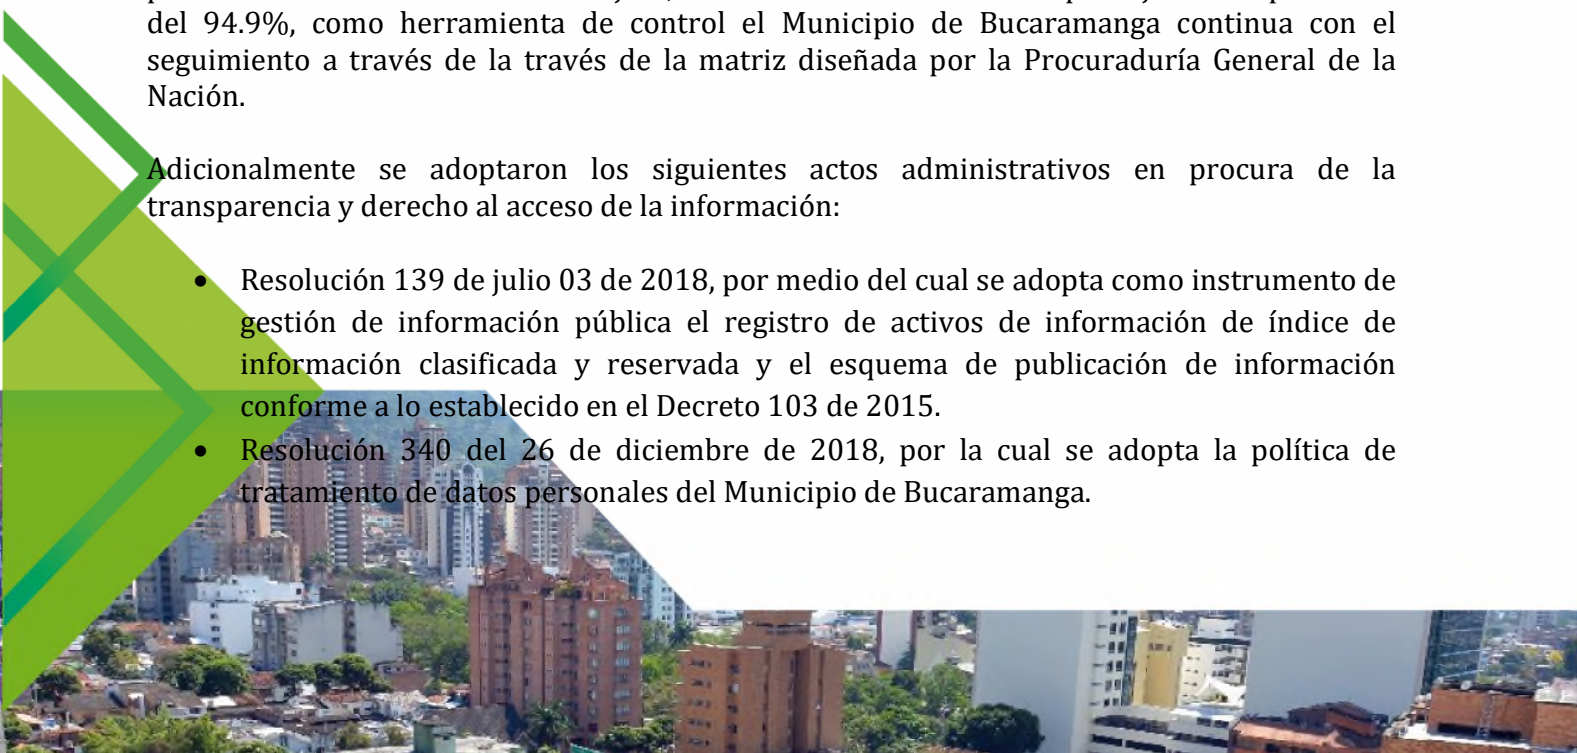 del 94.9%, como herramienta de control el Municipio de Bucaramanga continua con el
seguimiento a través de la través de la matriz diseñada por la Procuraduría General de la
Nación.
Adicionalmente se adoptaron los siguientes actos administrativos en procura de la
transparencia y derecho al acceso de la información:
• Resolución 139 de julio 03 de 2018, por medio del cual se adopta como instrumento de
gestión de información pública el registro de activos de información de índice de
información clasificada y reservada y el esquema de publicación de información
conforme a lo establecido en el Decreto 103 de 2015.
• Resolución 340 del 26 de diciembre de 2018, por la cual se adopta la política de
tratamiento de datos personales del Municipio de Bucaramanga.